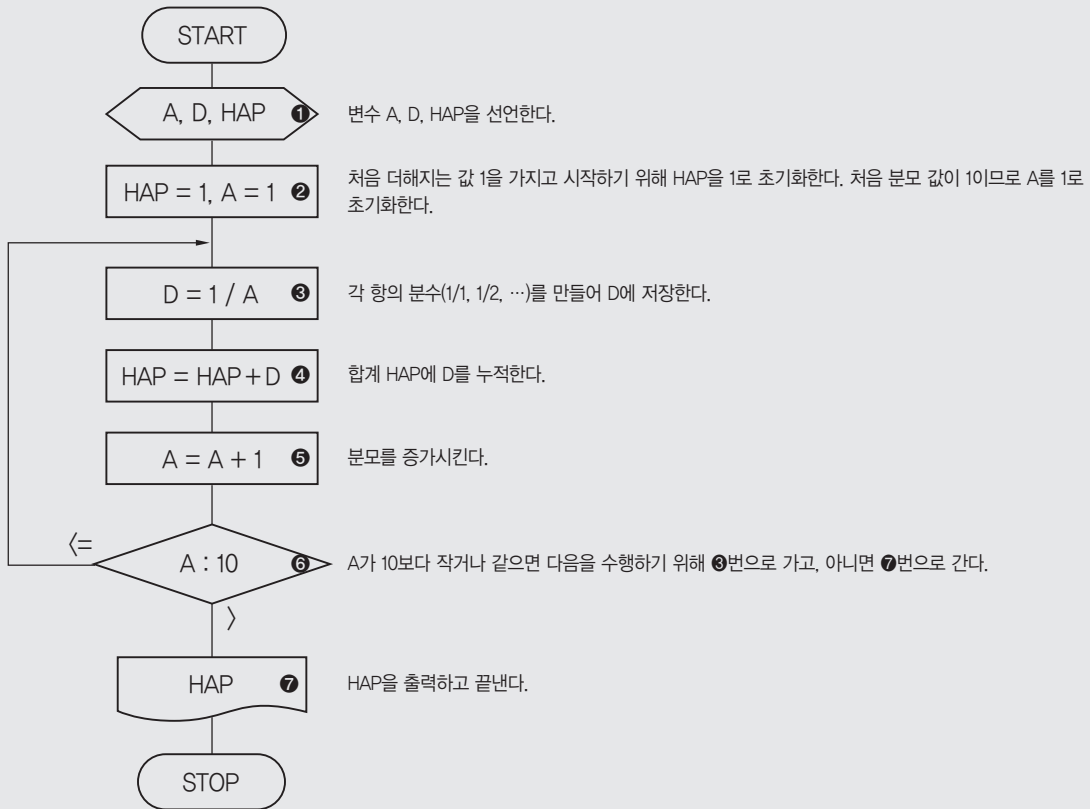 START
A, D, HAP ❶
변수 A, D, HAP을 선언한다.
HAP = 1, A = 1 ❷
처음 더해지는 값 1을 가지고 시작하기 위해 HAP을 1로 초기화한다. 처음 분모 값이 1이므로 A를 1로
초기화한다.
D = 1 / A ❸
각 항의 분수(1/1, 1/2, …)를 만들어 D에 저장한다.
HAP = HAP + D ❹
합계 HAP에 D를 누적한다.
A = A + 1 ❺
분모를 증가시킨다.
<=
A : 10 ❻
A가 10보다 작거나 같으면 다음을 수행하기 위해 ❸번으로 가고, 아니면 ❼번으로 간다.
>
HAP ❼
HAP을 출력하고 끝낸다.
STOP